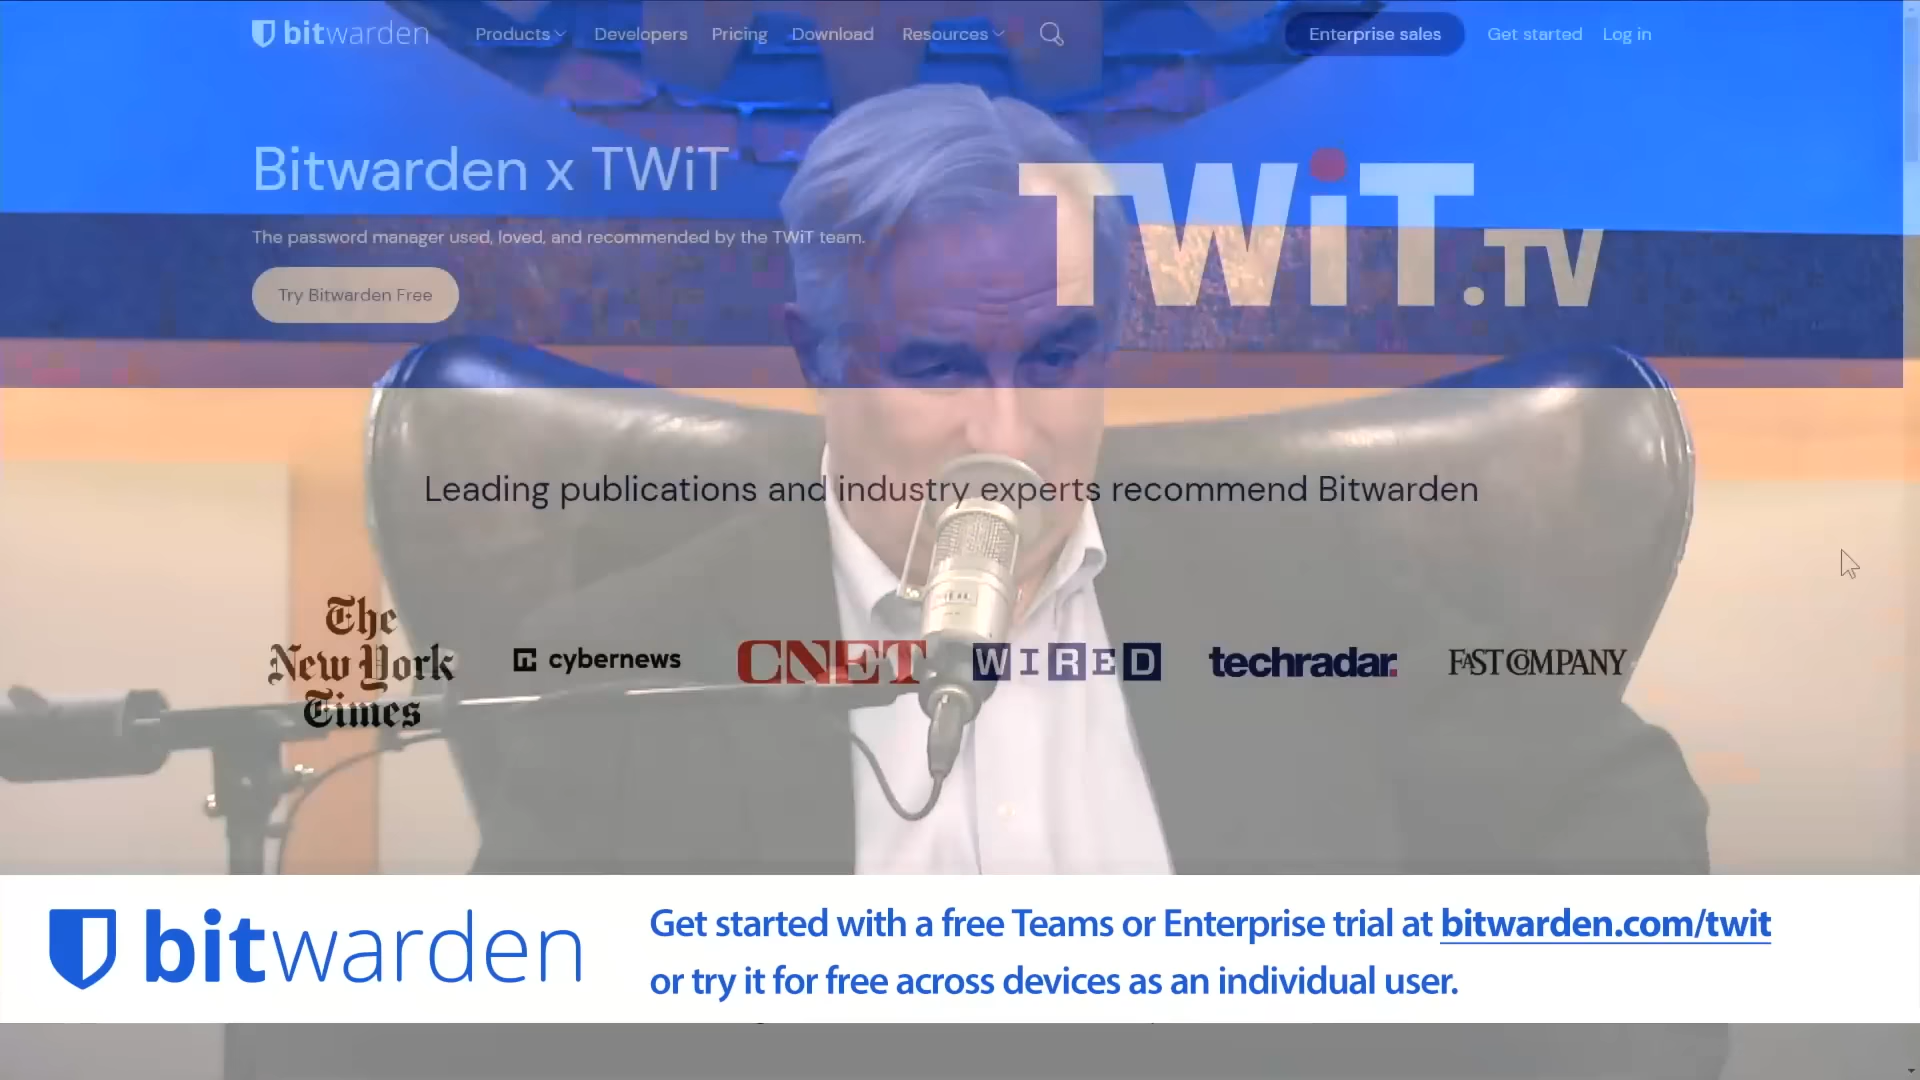 bitwarden Products Developers Pricing Download Resources Enterprise sales Get started Log in
Bitwarden x TWiT
TWiT.TV
The password manager used, loved, and recommended by the TWiT team.
Try Bitwarden Free
Leading publications and industry experts recommend Bitwarden
The
New York
Times
cybernews
CNET
WIRED
techradar.
FAST COMPANY
bitwarden
Get started with a free Teams or Enterprise trial at bitwarden.com/twit
or try it for free across devices as an individual user.